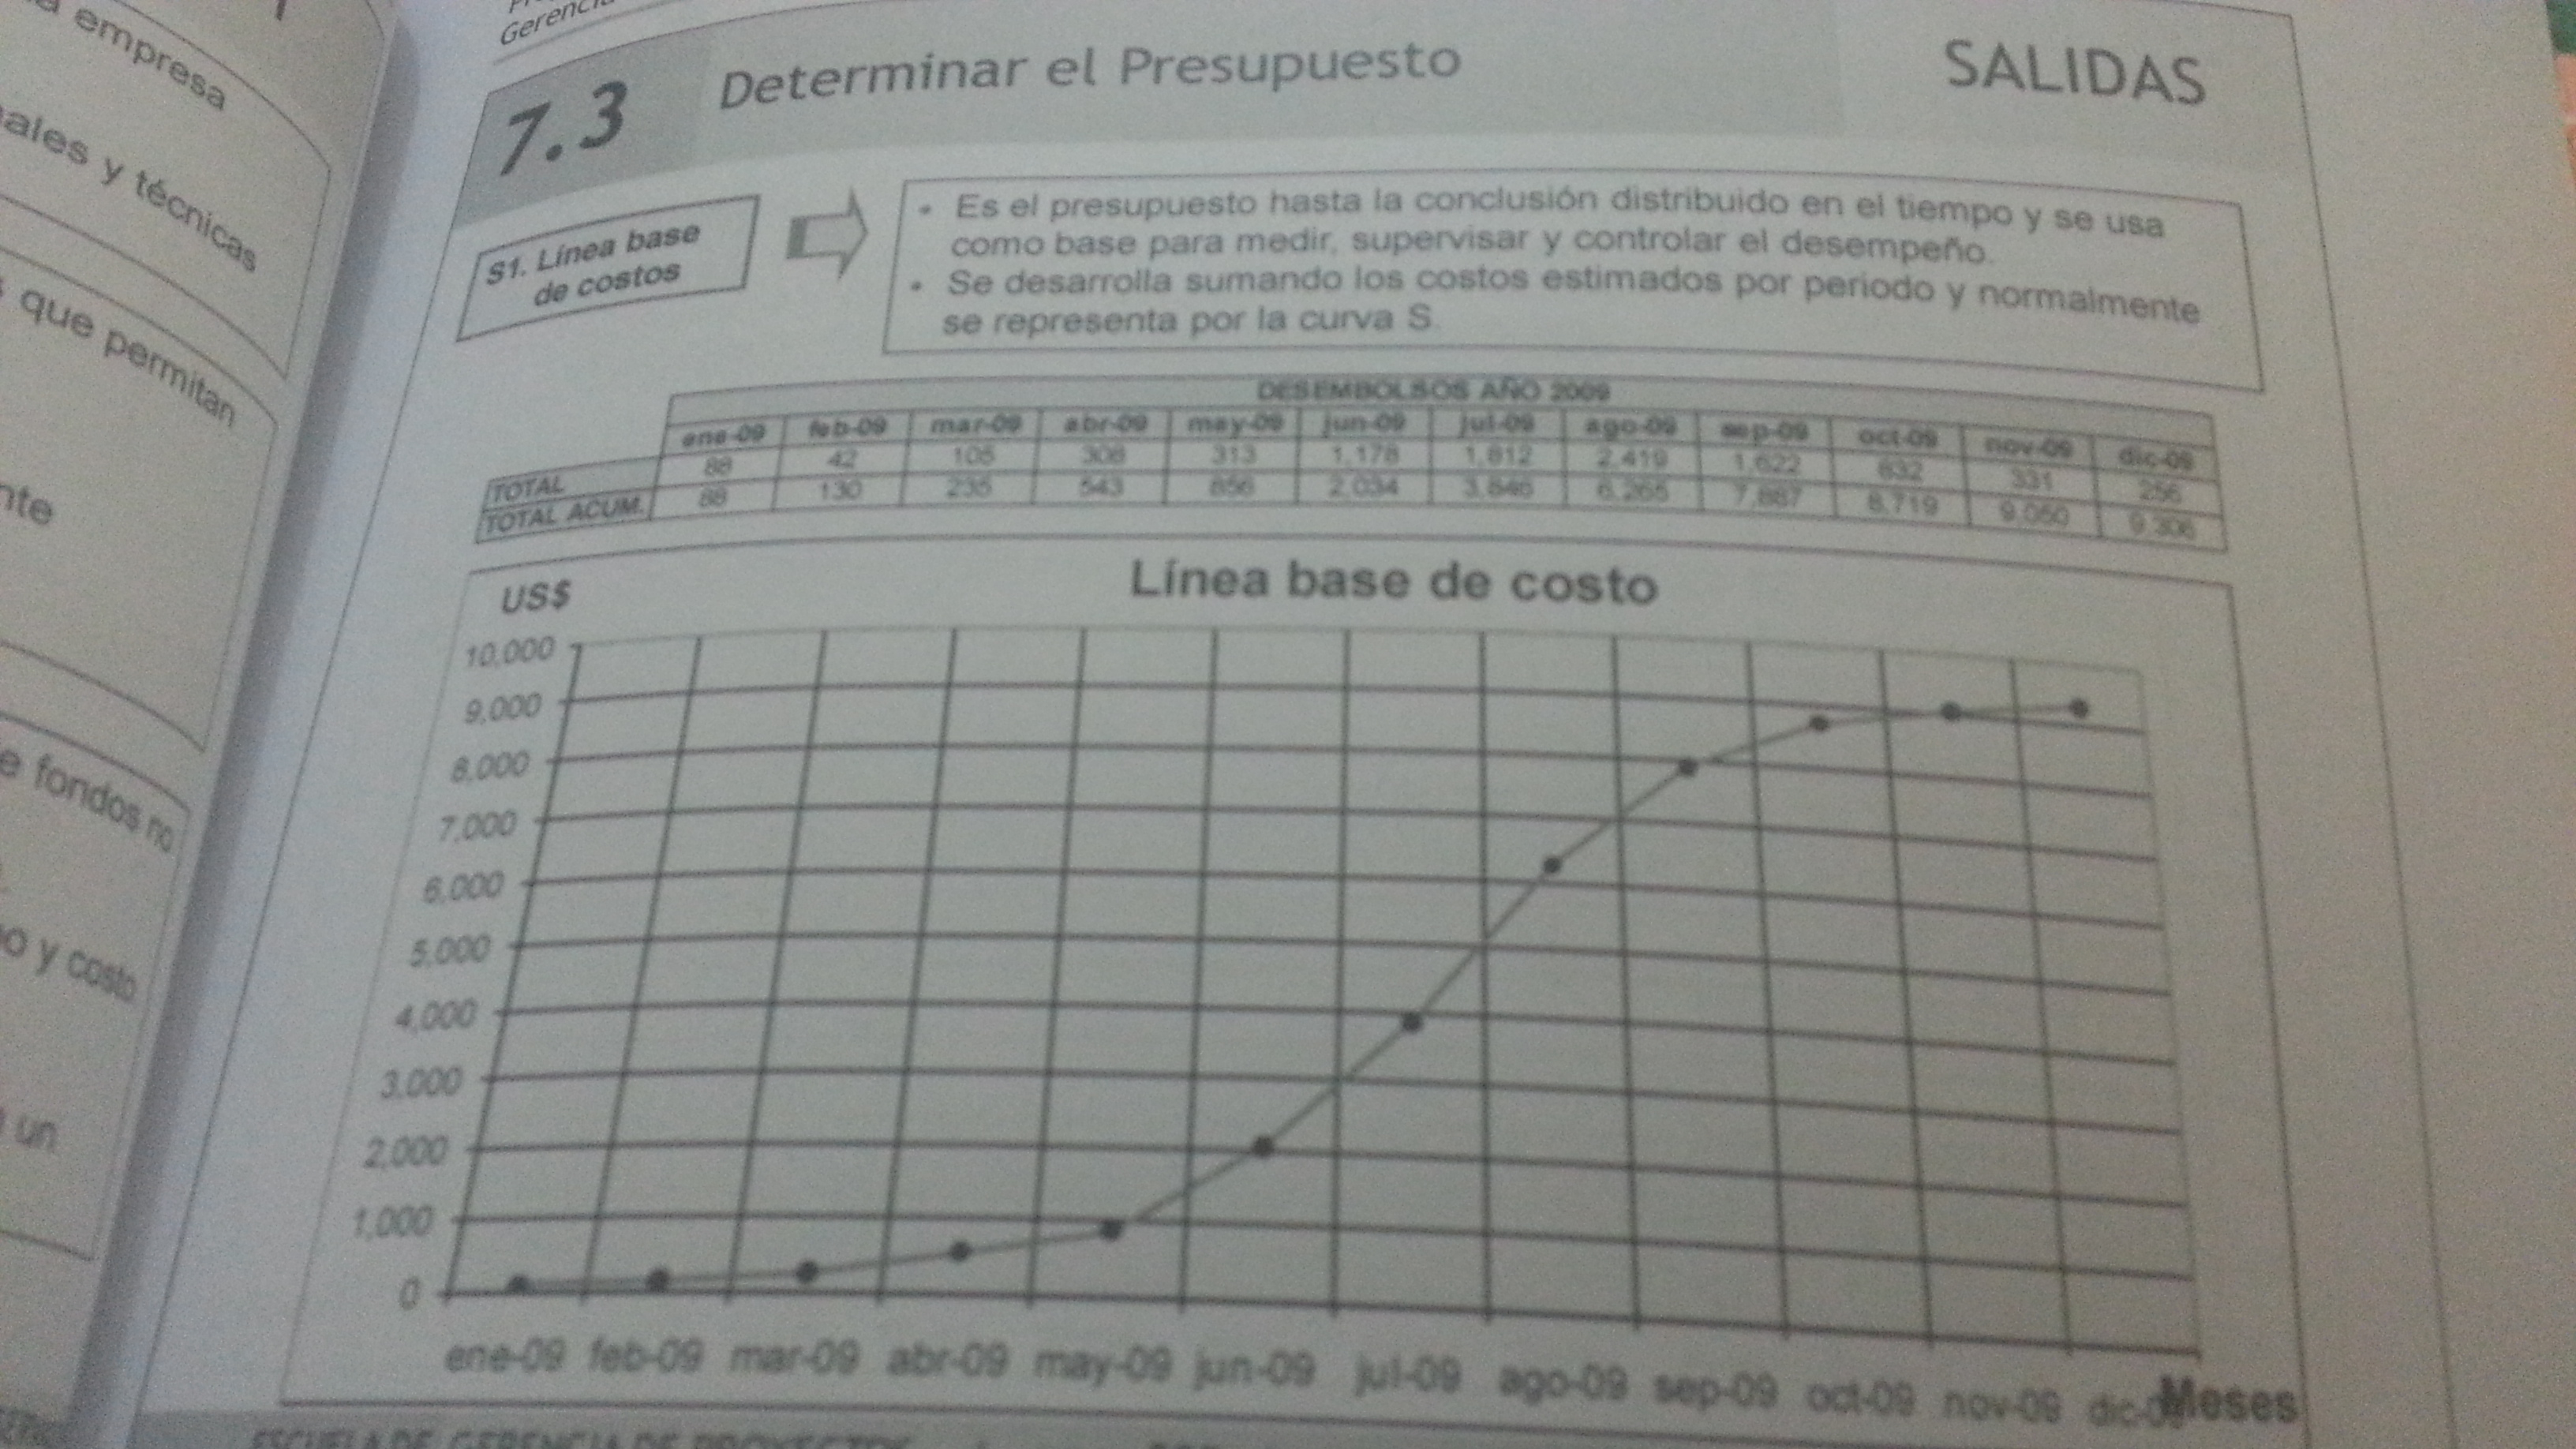 a empresa
ales y técnicas
que permitan
nte
e fondos no
o y costo
un
Gerencia
7.3 Determinar el Presupuesto SALIDAS
S1. Línea base
de costos
• Es el presupuesto hasta la conclusión distribuido en el tiempo y se usa
como base para medir, supervisar y controlar el desempeño.
• Se desarrolla sumando los costos estimados por periodo y normalmente
se representa por la curva S.
DESEMBOLSOS AÑO 2009
ene-09 feb-09 mar-09 abr-09 may-09 jun-09 jul-09 ago-09 sep-09 oct-09 nov-09 dic-09
TOTAL 88 42 105 308 313 1,178 1,812 2,419 1,622 832 331 256
TOTAL ACUM. 88 130 235 543 856 2,034 3,846 6,265 7,887 8,719 9,050 9,306
US$
Línea base de costo
10,000
9,000
8,000
7,000
6,000
5,000
4,000
3,000
2,000
1,000
0
ene-09 feb-09 mar-09 abr-09 may-09 jun-09 jul-09 ago-09 sep-09 oct-09 nov-09 dic-09 Meses
ESCUELA DE GERENCIA DE PROYECTOS